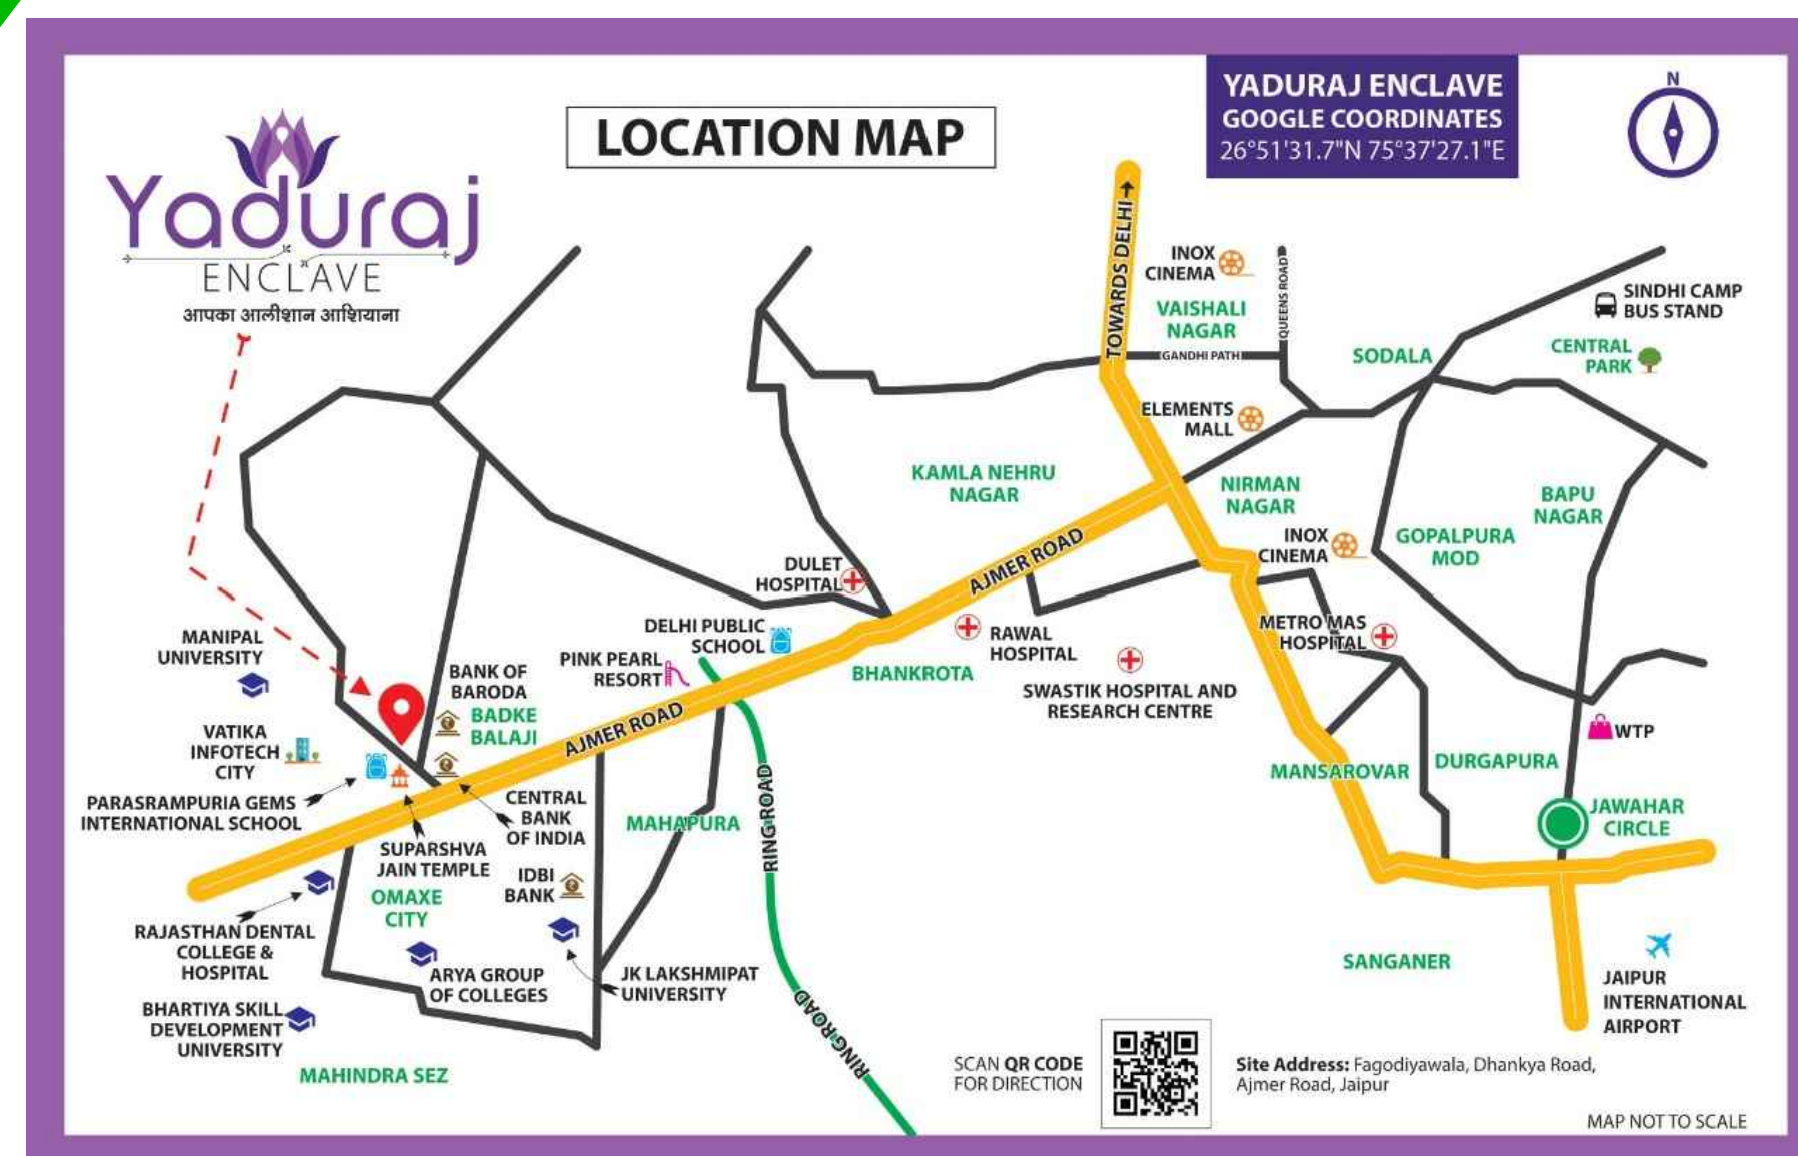 Yaduraj
ENCLAVE
आपका आलीशान आशियाना
LOCATION MAP
YADURAJ ENCLAVE
GOOGLE COORDINATES
26°51'31.7"N 75°37'27.1"E
N
TOWARDS DELHI
INOX
CINEMA
VAISHALI
NAGAR
QUEENS ROAD
GANDHI PATH
SODALA
SINDHI CAMP
BUS STAND
CENTRAL
PARK
ELEMENTS
MALL
KAMLA NEHRU
NAGAR
NIRMAN
NAGAR
BAPU
NAGAR
INOX
CINEMA
GOPALPURA
MOD
AJMER ROAD
DULET
HOSPITAL
DELHI PUBLIC
SCHOOL
PINK PEARL
RESORT
BHANKROTA
RAWAL
HOSPITAL
SWASTIK HOSPITAL AND
RESEARCH CENTRE
METRO MAS
HOSPITAL
MANIPAL
UNIVERSITY
BANK OF
BARODA
BADKE
BALAJI
AJMER ROAD
VATIKA
INFOTECH
CITY
PARASRAMPURIA GEMS
INTERNATIONAL SCHOOL
SUPARSHVA
JAIN TEMPLE
CENTRAL
BANK
OF INDIA
MAHAPURA
RING ROAD
MANSAROVAR
DURGAPURA
WTP
JAWAHAR
CIRCLE
IDBI
BANK
OMAXE
CITY
RAJASTHAN DENTAL
COLLEGE &
HOSPITAL
ARYA GROUP
OF COLLEGES
JK LAKSHMIPAT
UNIVERSITY
BHARTIYA SKILL
DEVELOPMENT
UNIVERSITY
MAHINDRA SEZ
RING ROAD
SANGANER
JAIPUR
INTERNATIONAL
AIRPORT
SCAN QR CODE
FOR DIRECTION
Site Address: Fagodiyawala, Dhankya Road,
Ajmer Road, Jaipur
MAP NOT TO SCALE